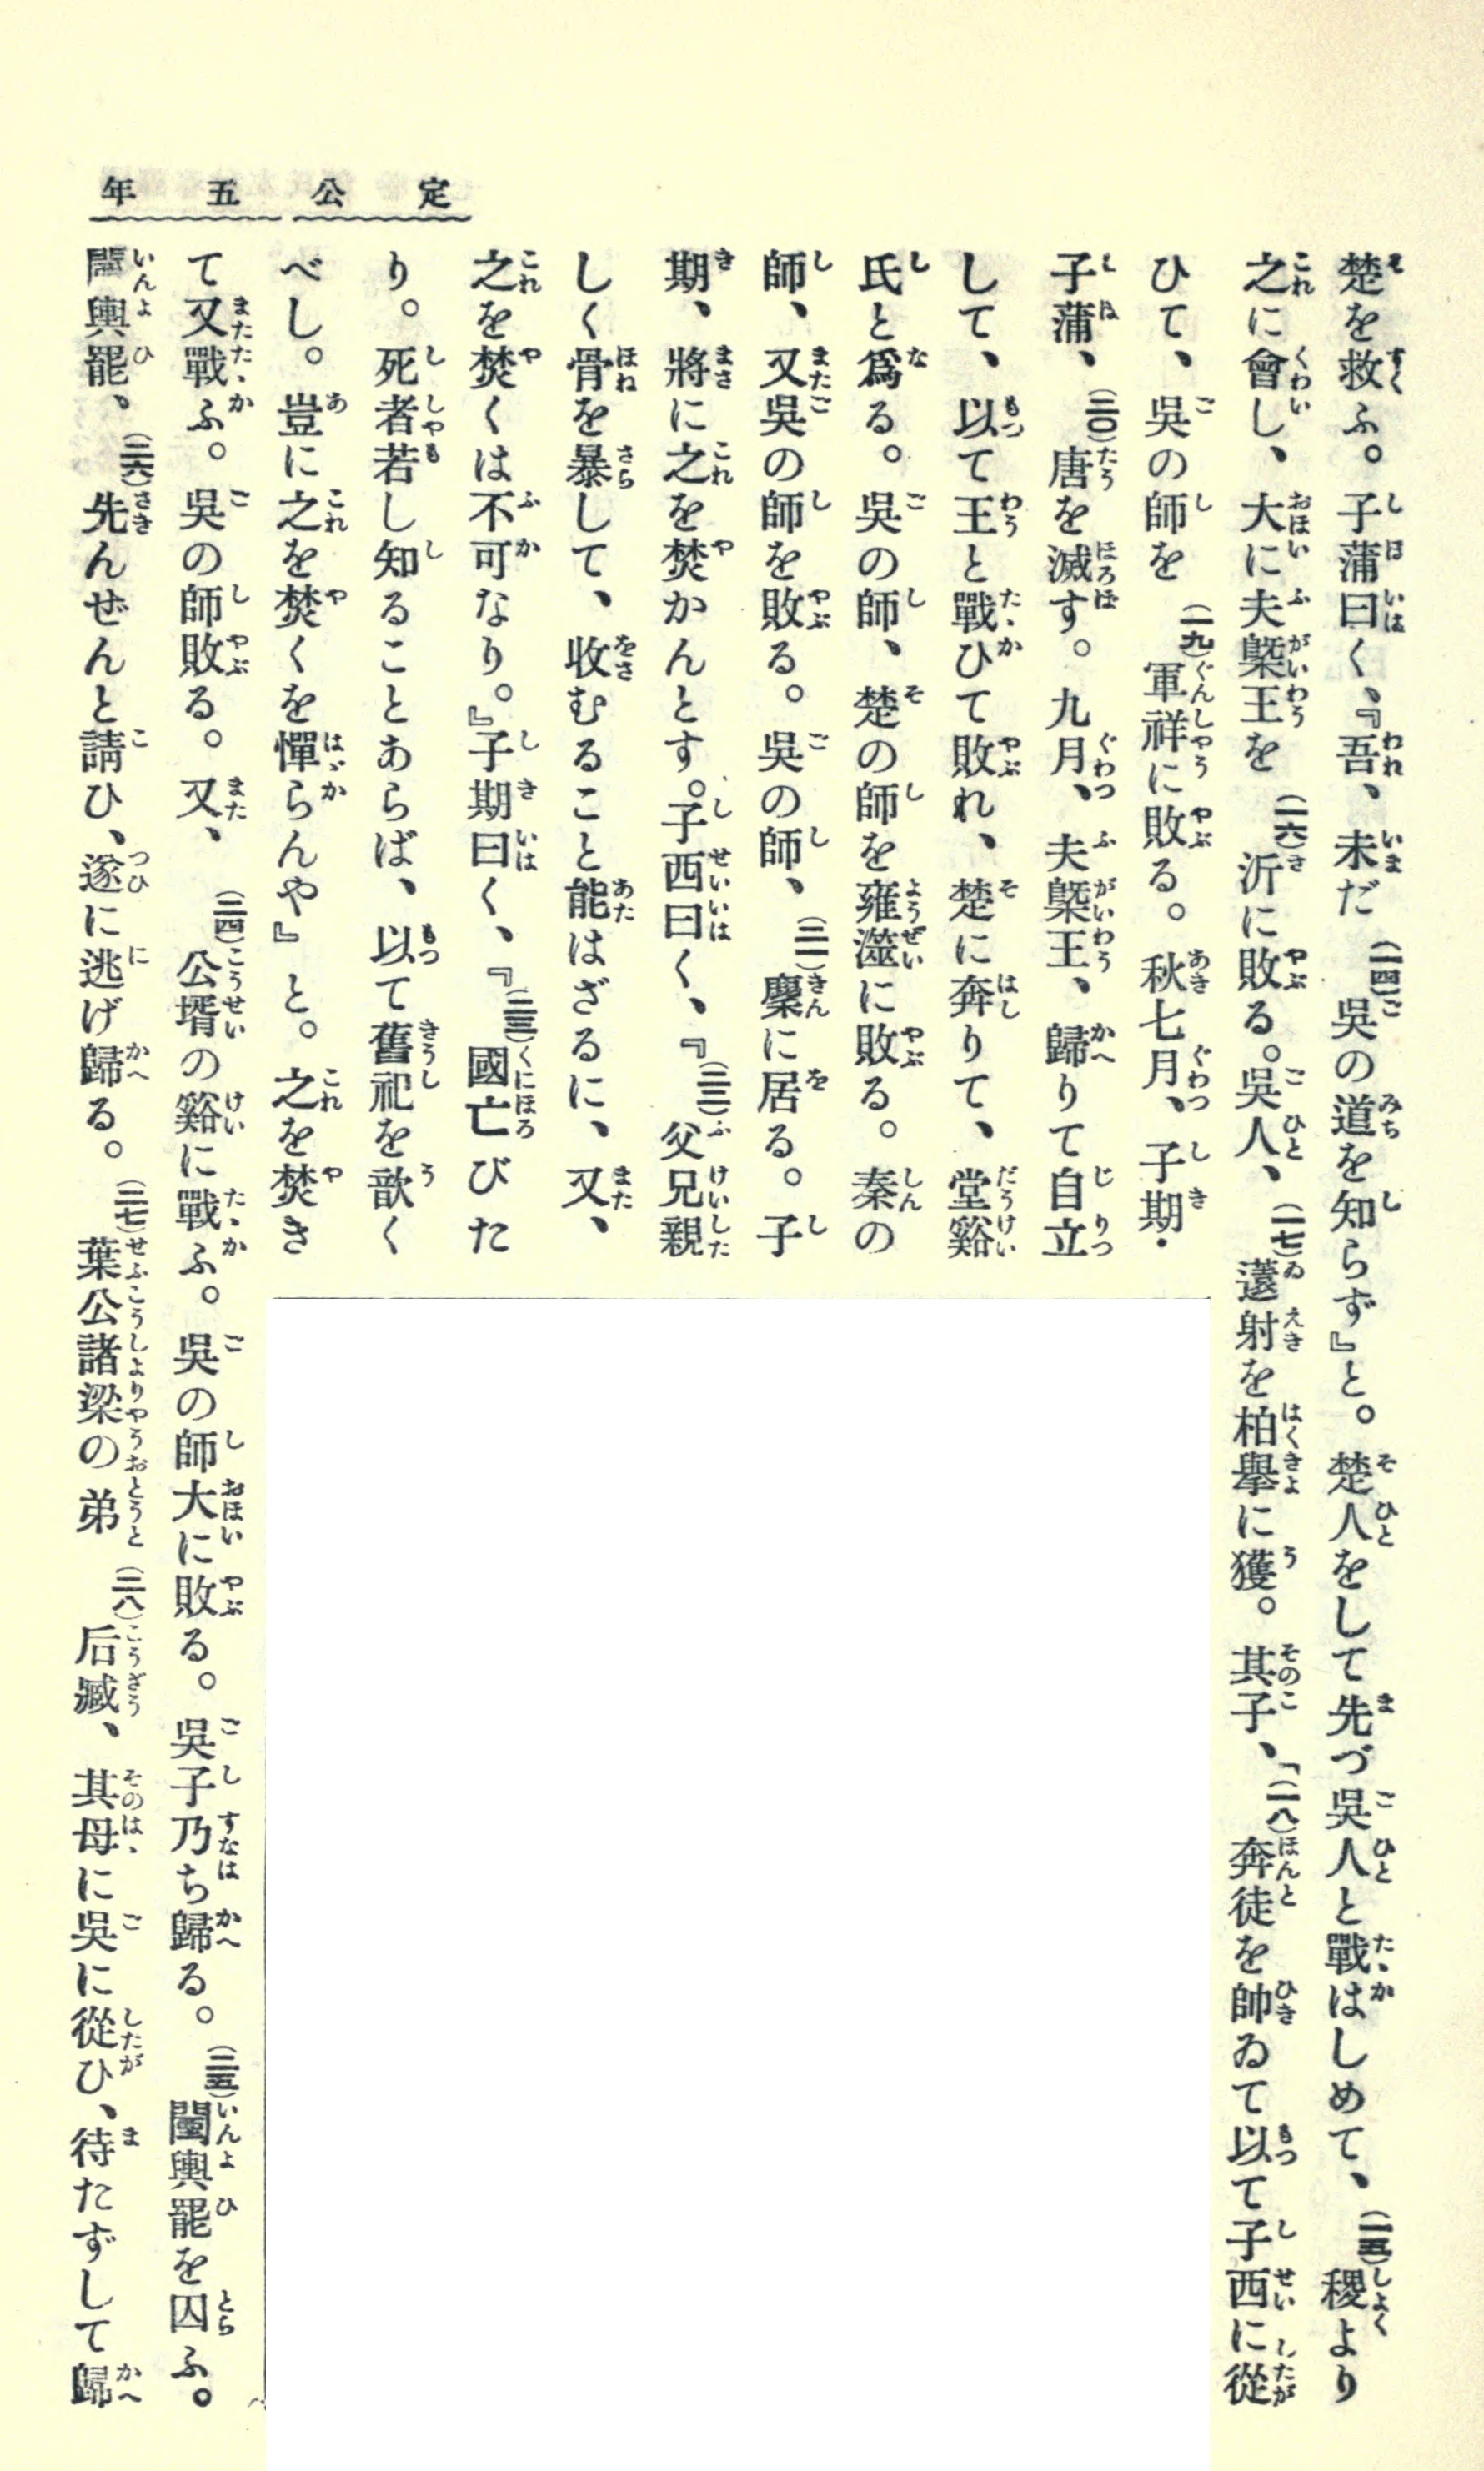 定公五年
楚を救ふ。子蒲曰く、『吾、未だ(一四)吳の道を知らず』と。楚人をして先づ吳人と戰はしめて、(一五)稷より
之に會し、大に夫㮣王を(一六)沂に敗る。吳人、(一七)薳射を柏擧に獲。其子、「(一八)奔徒を帥ゐて以て子西に從
ひて、吳の師を(一九)軍祥に敗る。秋七月、子期・
子蒲、(二〇)唐を滅す。九月、夫㮣王、歸りて自立
して、以て王と戰ひて敗れ、楚に奔りて、堂谿
氏と爲る。吳の師、楚の師を雍澨に敗る。秦の
師、又吳の師を敗る。吳の師、(二一)麇に居る。子
期、將に之を焚かんとす。子西曰く、『(二二)父兄親
しく骨を暴して、收むること能はざるに、又、
之を焚くは不可なり。』子期曰く、『(二三)國亡びた
り。死者若し知ることあらば、以て舊祀を歆く
べし。豈に之を焚くを憚らんや』と。之を焚き
て又戰ふ。吳の師敗る。又、(二四)公壻の谿に戰ふ。吳の師大に敗る。吳子乃ち歸る。(二五)闉輿罷を囚ふ。
闉輿罷、(二六)先んぜんと請ひ、遂に逃げ歸る。(二七)葉公諸梁の弟(二八)后臧、其母に吳に從ひ、待たずして歸